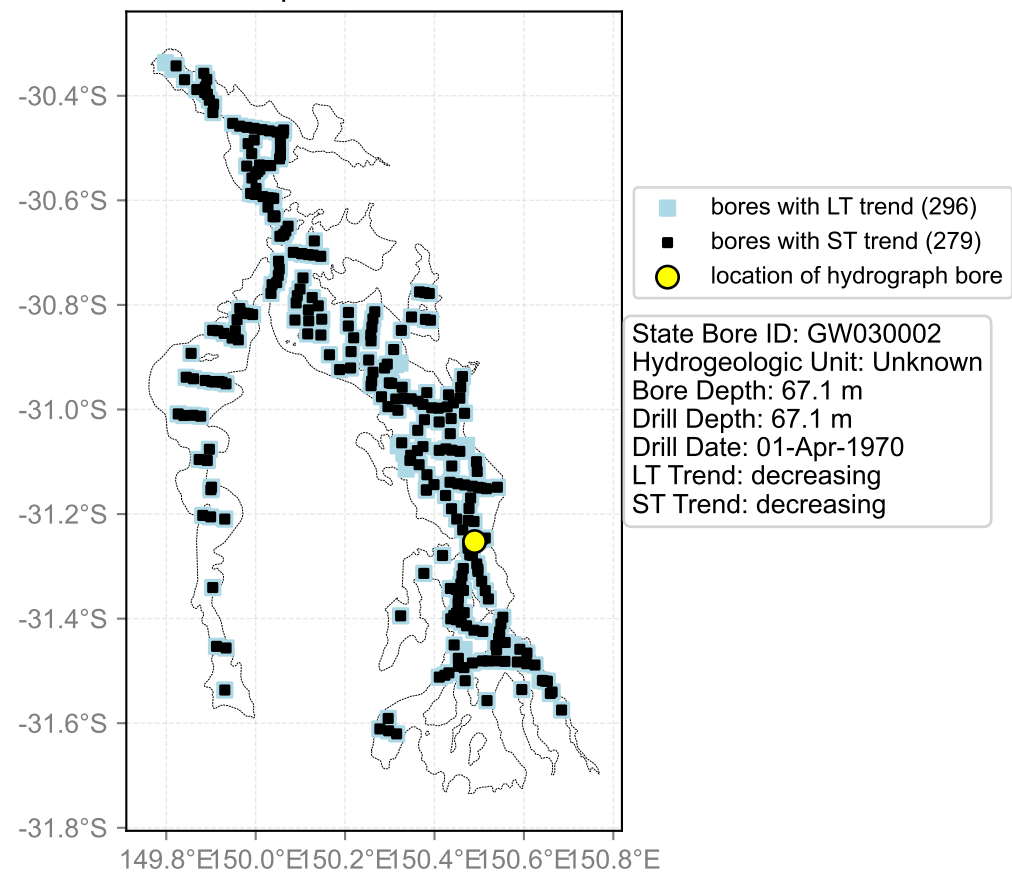 -30.4°S
-30.6°S
-30.8°S
-31.0°S
-31.2°S
-31.4°S
-31.6°S
-31.8°S
149.8°E150.0°E150.2°E150.4°E150.6°E150.8°E
bores with LT trend (296)
bores with ST trend (279)
location of hydrograph bore
State Bore ID: GW030002
Hydrogeologic Unit: Unknown
Bore Depth: 67.1 m
Drill Depth: 67.1 m
Drill Date: 01-Apr-1970
LT Trend: decreasing
ST Trend: decreasing